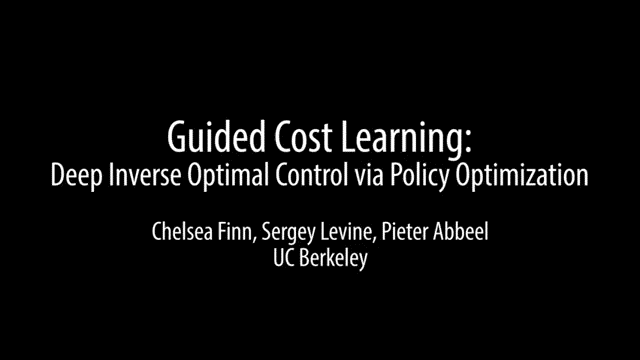 Guided Cost Learning:
Deep Inverse Optimal Control via Policy Optimization
Chelsea Finn, Sergey Levine, Pieter Abbeel
UC Berkeley